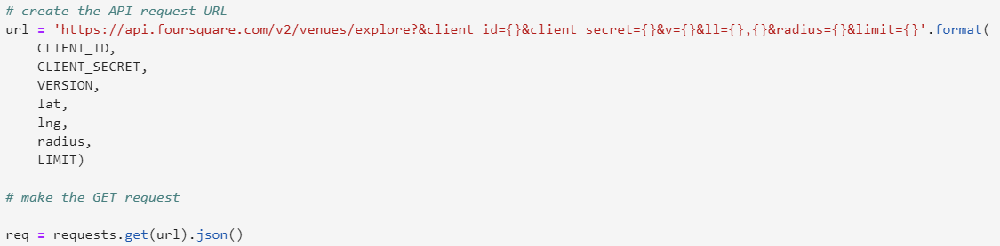 # create the API request URL
url = 'https://api.foursquare.com/v2/venues/explore?&client_id={}&client_secret={}&v={}&ll={},{}&radius={}&limit={}'.format(
    CLIENT_ID,
    CLIENT_SECRET,
    VERSION,
    lat,
    lng,
    radius,
    LIMIT)
# make the GET request
req = requests.get(url).json()